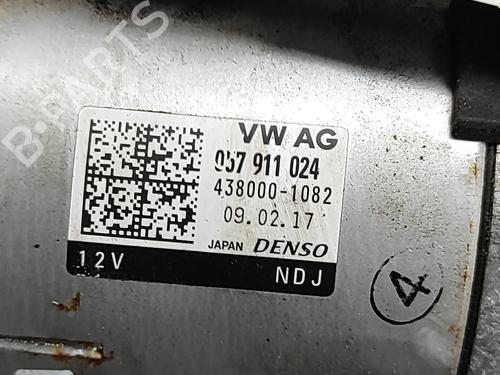 B-PARTS
VW AG
057 911 024
438000-1082
09.02.17
JAPAN DENSO
12V NDJ
4